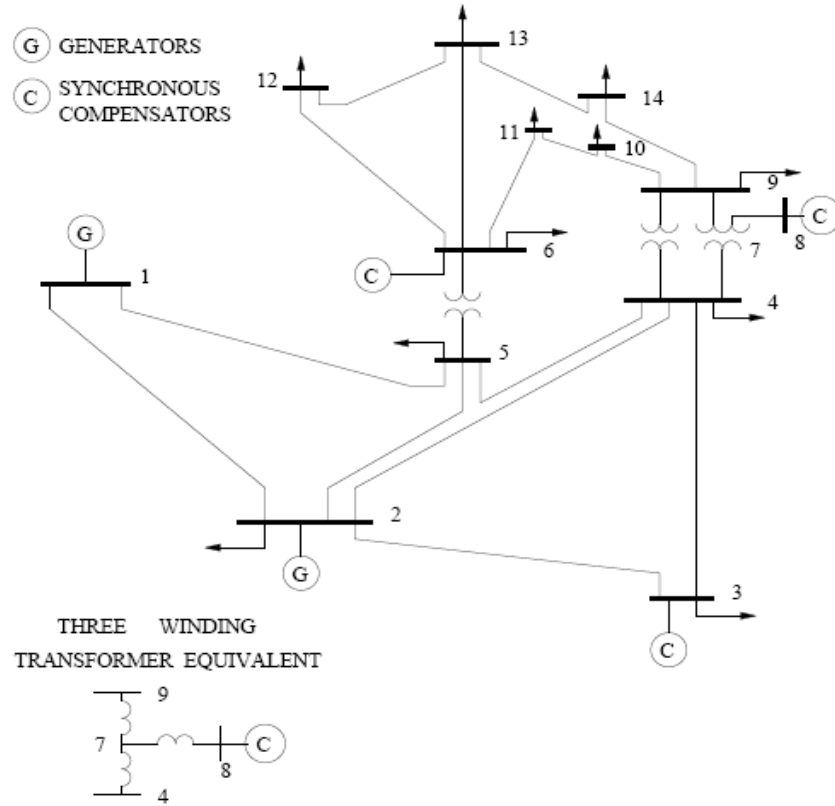 G GENERATORS
C SYNCHRONOUS
COMPENSATORS
13
12
14
11
10
9
C
8
7
G
1
C
6
4
5
2
G
3
C
THREE WINDING
TRANSFORMER EQUIVALENT
9
7
C
8
4